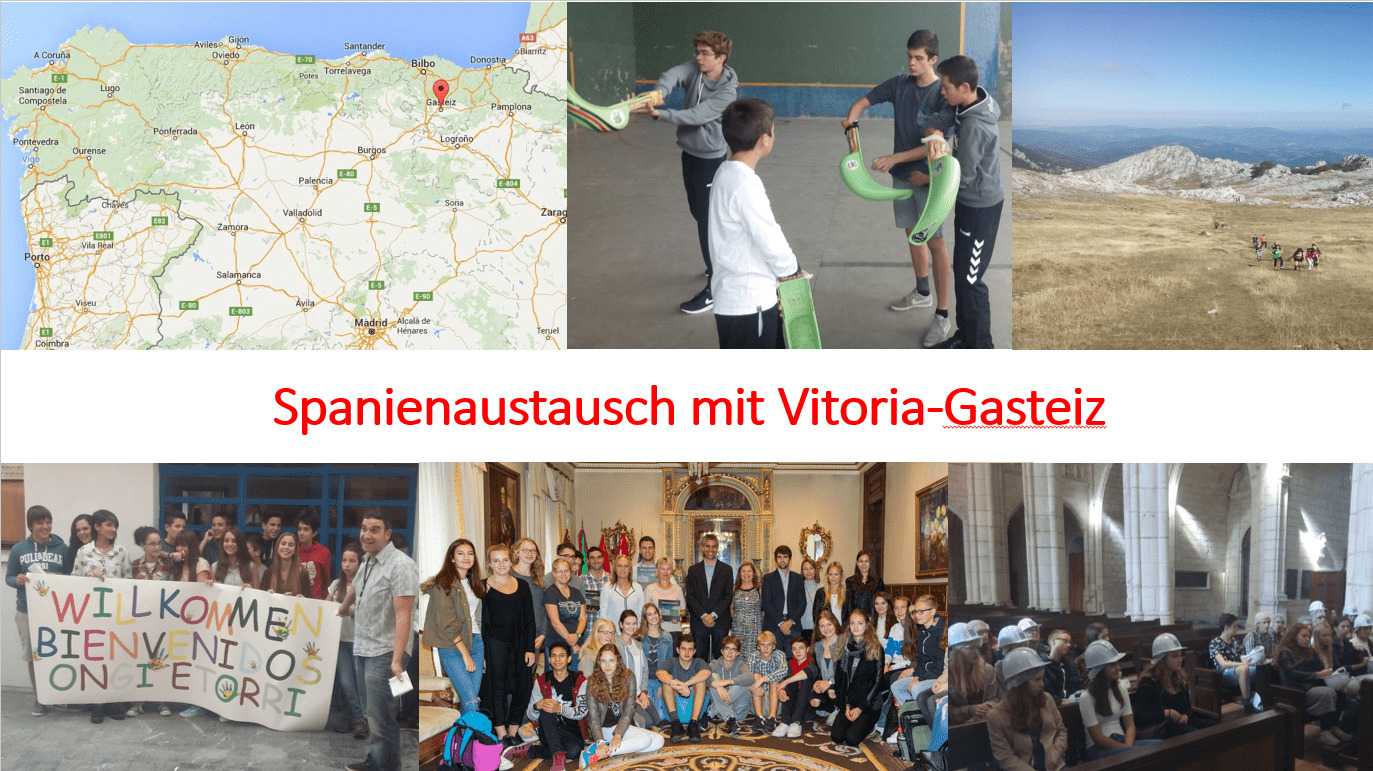 A63
Gijón
Avilés
Oviedo
A Coruña
Santander
E-70
Biarritz
Bilbo
Donostia
Potes
Torrelavega
E-1
Lugo
Santiago de
Compostela
Gasteiz
Pamplona
León
Ponferrada
Pontevedra
Logroño
Vigo
Ourense
Burgos
Palencia
E-80
E-804
Chaves
Soria
E-5
Valladolid
Zarag
E82
Zamora
E801
E1
Vila Real
Porto
Salamanca
E-5
Viseu
E-80
E-803
Ávila
E-90
Madrid
Alcalá de
Henares
E1
Teruel
Coimbra
Spanienaustausch mit Vitoria-Gasteiz
PULL&BEAR
WILLKOMMEN
BIENVENIDOS
ONGI ETORRI